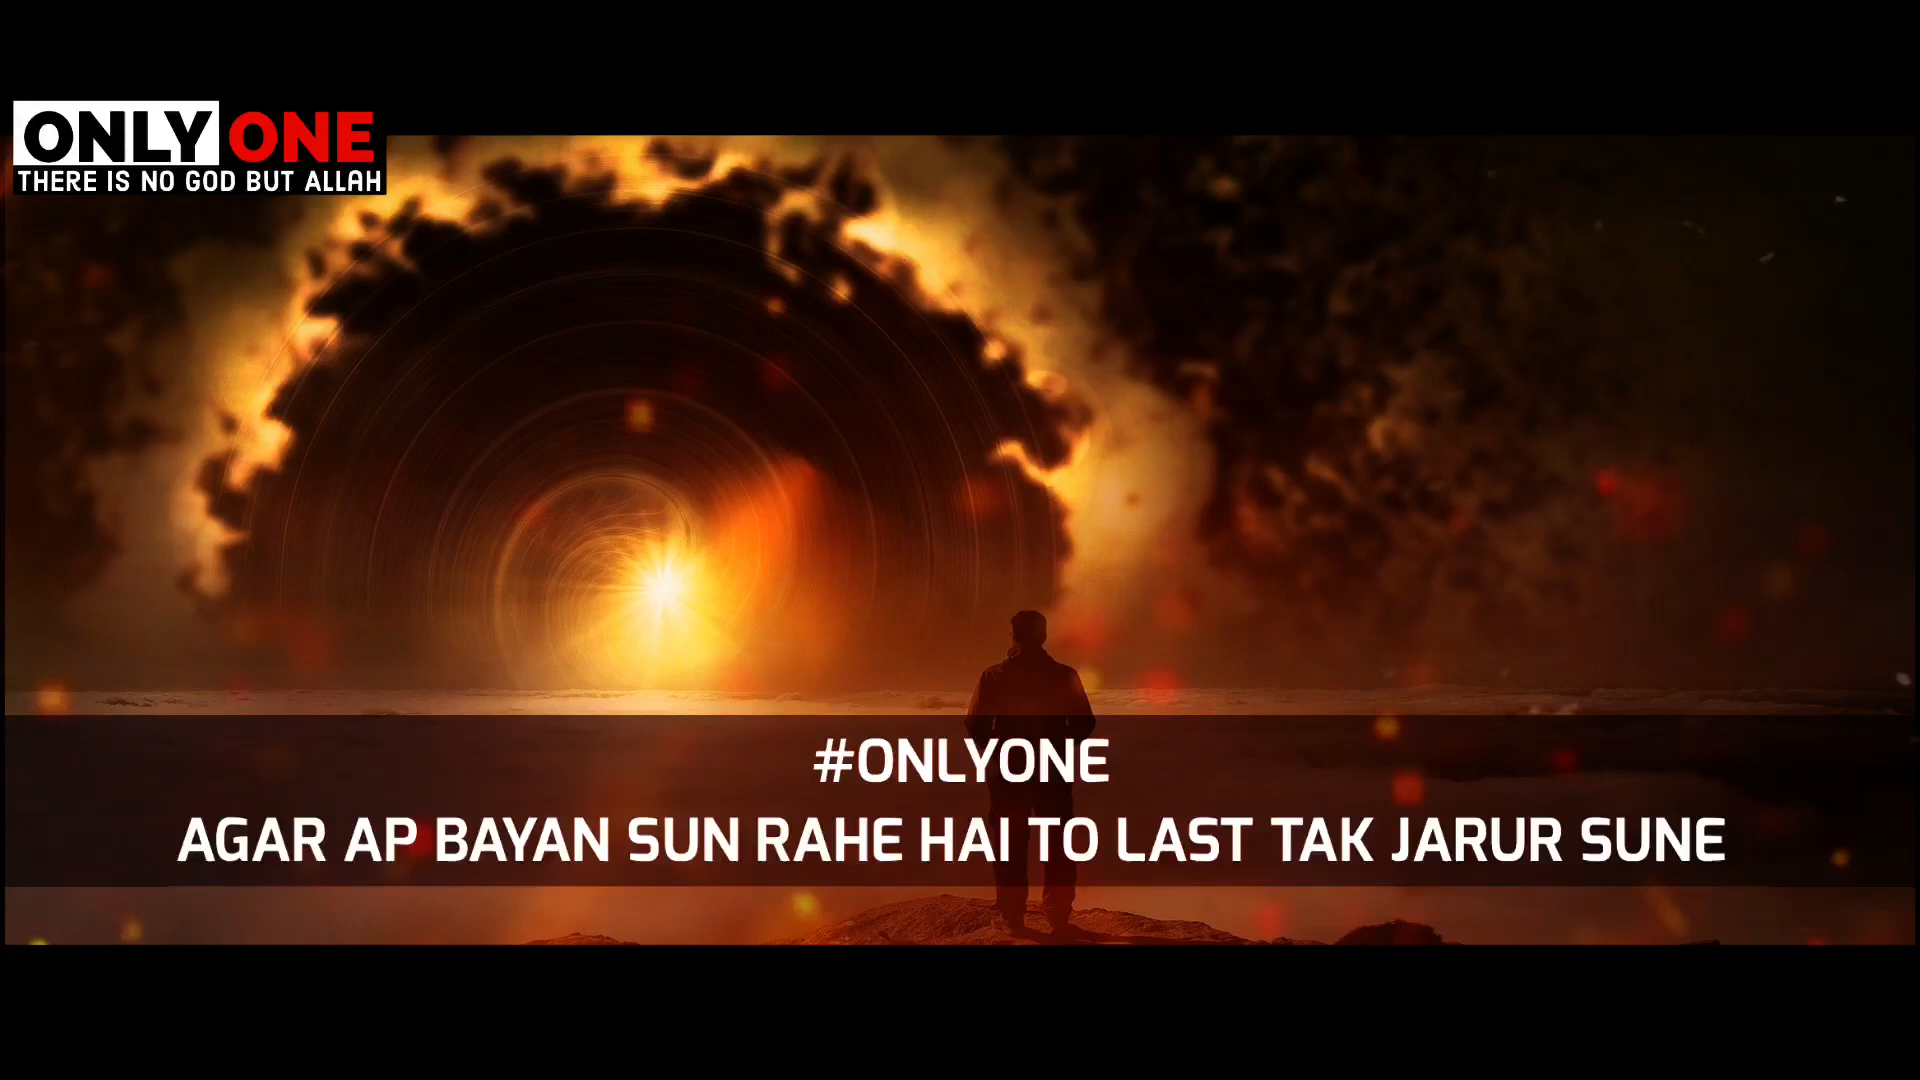 ONLY ONE
THERE IS NO GOD BUT ALLAH
#ONLYONE
AGAR AP BAYAN SUN RAHE HAI TO LAST TAK JARUR SUNE